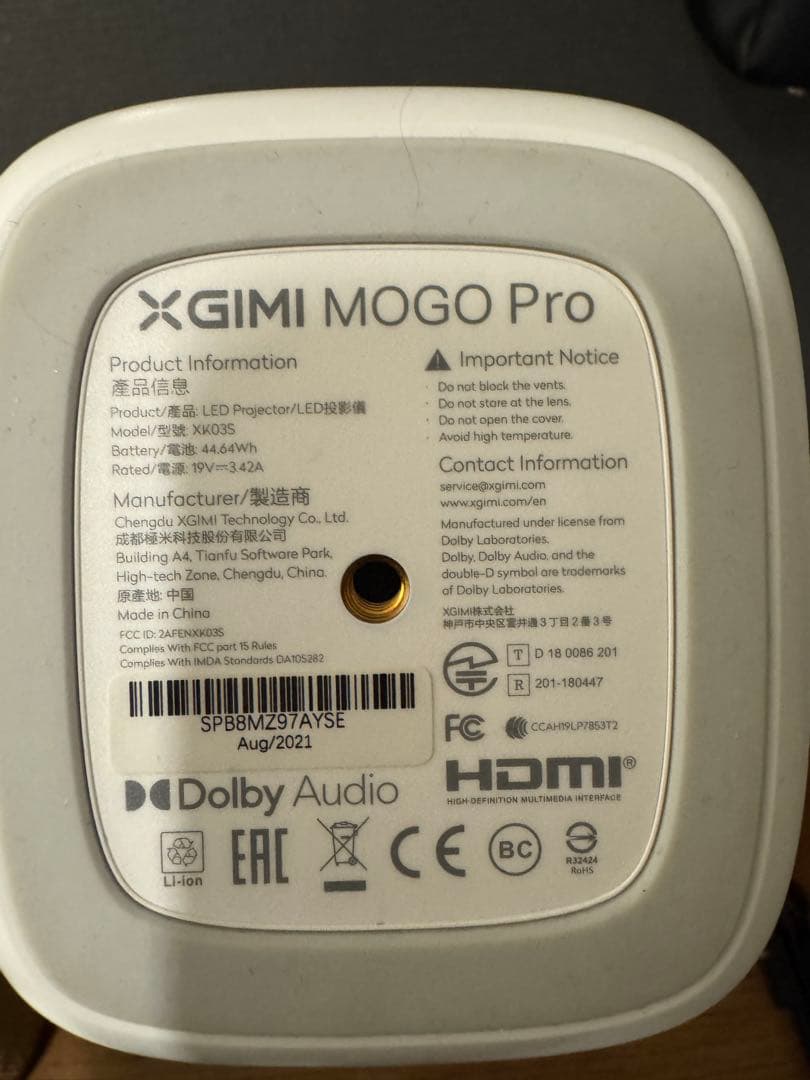 XGIMI MOGO Pro
Product Information
產品信息
Product/產品: LED Projector/LED投影儀
Model/型號: XK03S
Battery/電池: 44.64Wh
Rated/電源: 19V⎓3.42A
Manufacturer/製造商
Chengdu XGIMI Technology Co., Ltd.
成都極米科技股份有限公司
Building A4, Tianfu Software Park,
High-tech Zone, Chengdu, China.
原產地: 中国
Made in China
FCC ID: 2AFENXK03S
Complies With FCC part 15 Rules
Complies With IMDA Standards DA105282
SPB8MZ97AYSE
Aug/2021
Important Notice
· Do not block the vents.
· Do not stare at the lens.
· Do not open the cover.
· Avoid high temperature.
Contact Information
service@xgimi.com
www.xgimi.com/en
Manufactured under license from
Dolby Laboratories.
Dolby, Dolby Audio, and the
double-D symbol are trademarks
of Dolby Laboratories.
XGIMI株式会社
神戸市中央区雲井通3丁目2番3号
T D 18 0086 201
R 201-180447
FC CCAH19LP7853T2
Dolby Audio
HDMI®
HIGH-DEFINITION MULTIMEDIA INTERFACE
Li-ion
EAC
CE
BC
R32424
RoHS